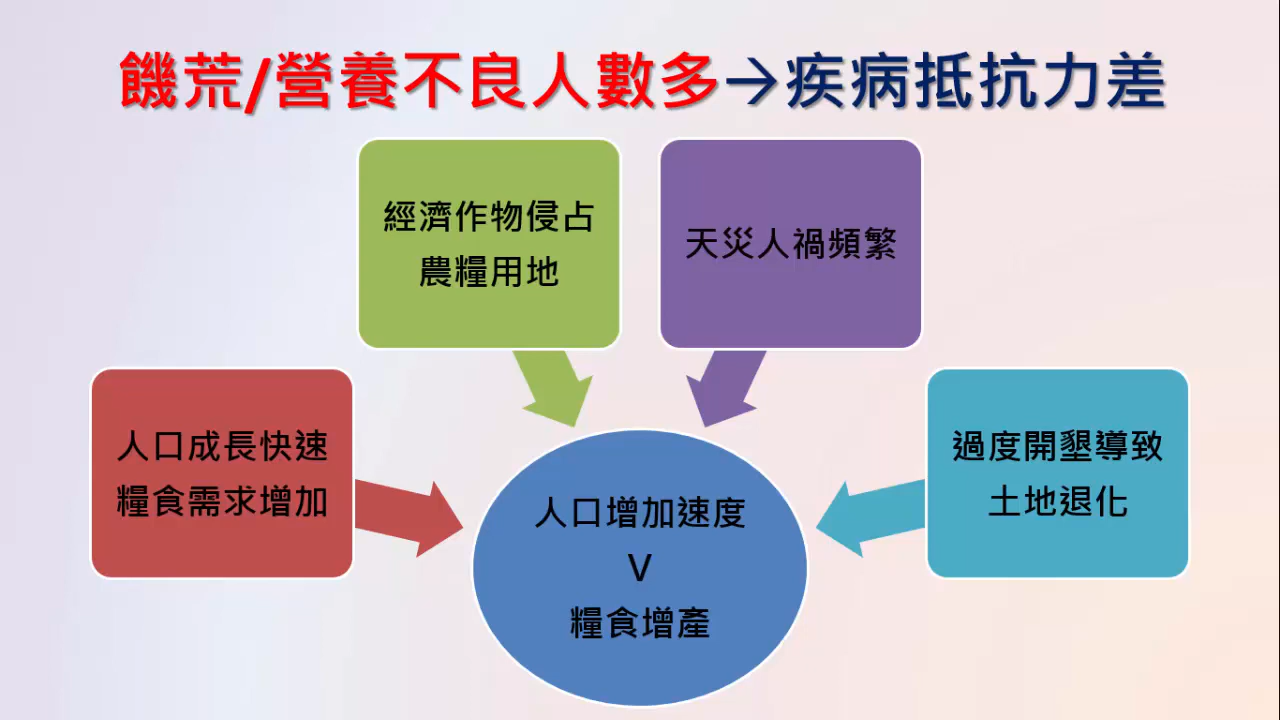 饑荒/營養不良人數多→疾病抵抗力差
經濟作物侵占
農糧用地
天災人禍頻繁
人口成長快速
糧食需求增加
過度開墾導致
土地退化
人口增加速度
V
糧食增產